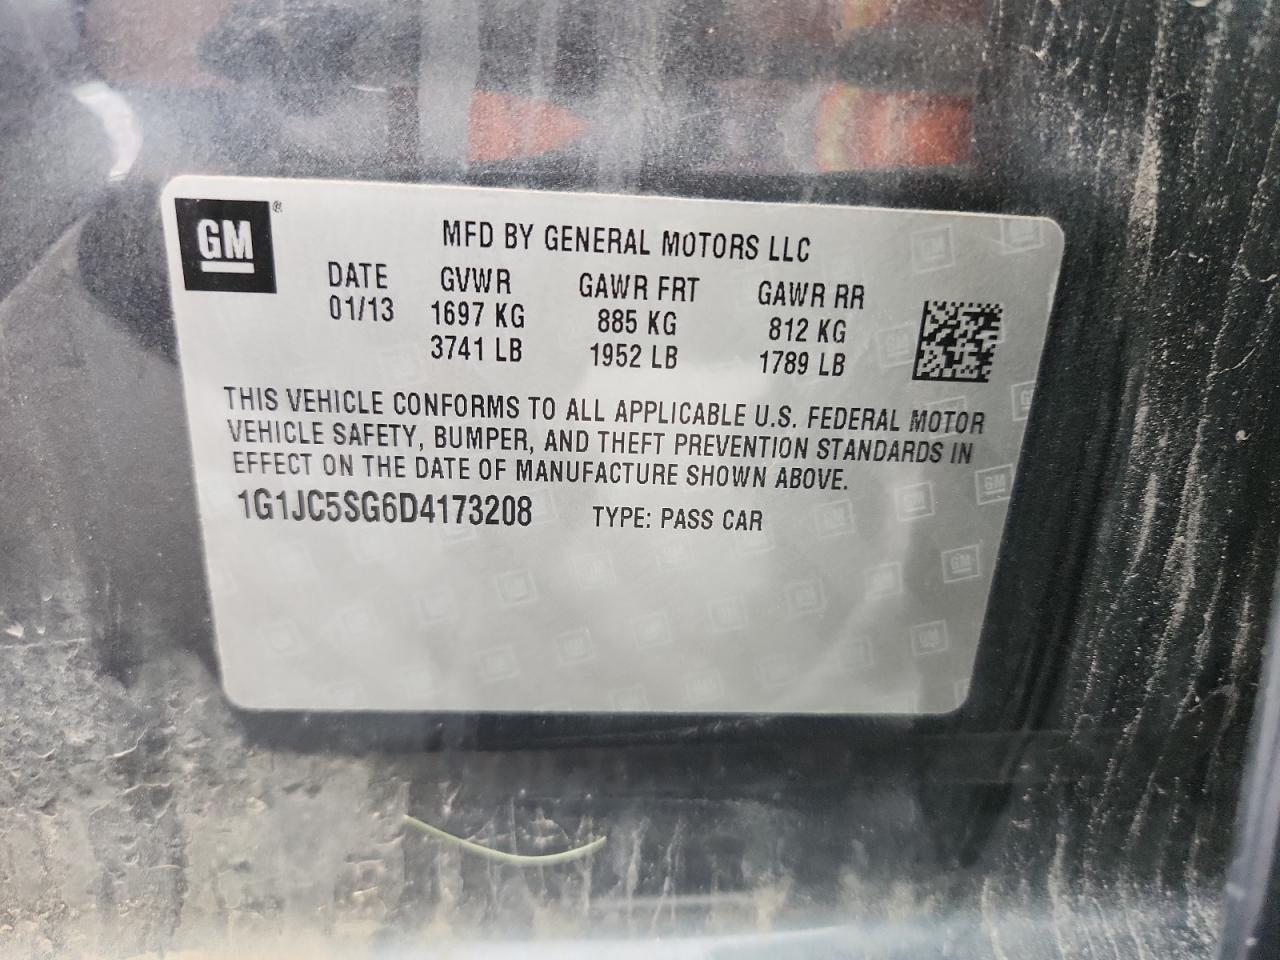 GM ®
MFD BY GENERAL MOTORS LLC
DATE GVWR GAWR FRT GAWR RR
01/13 1697 KG 885 KG 812 KG
3741 LB 1952 LB 1789 LB
THIS VEHICLE CONFORMS TO ALL APPLICABLE U.S. FEDERAL MOTOR
VEHICLE SAFETY, BUMPER, AND THEFT PREVENTION STANDARDS IN
EFFECT ON THE DATE OF MANUFACTURE SHOWN ABOVE.
1G1JC5SG6D4173208 TYPE: PASS CAR